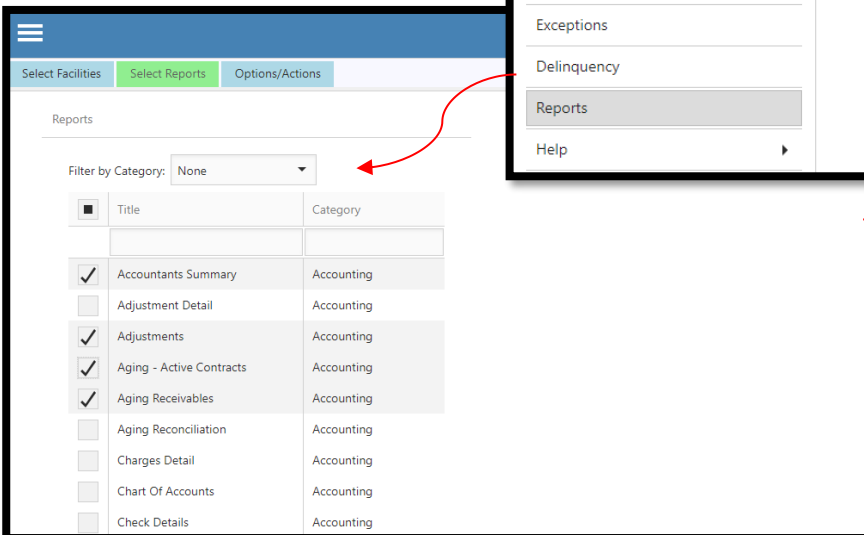 Exceptions
Delinquency
Reports
Help
Select Facilities Select Reports Options/Actions
Reports
Filter by Category: None
Title Category
Accountants Summary Accounting
Adjustment Detail Accounting
Adjustments Accounting
Aging - Active Contracts Accounting
Aging Receivables Accounting
Aging Reconciliation Accounting
Charges Detail Accounting
Chart Of Accounts Accounting
Check Details Accounting